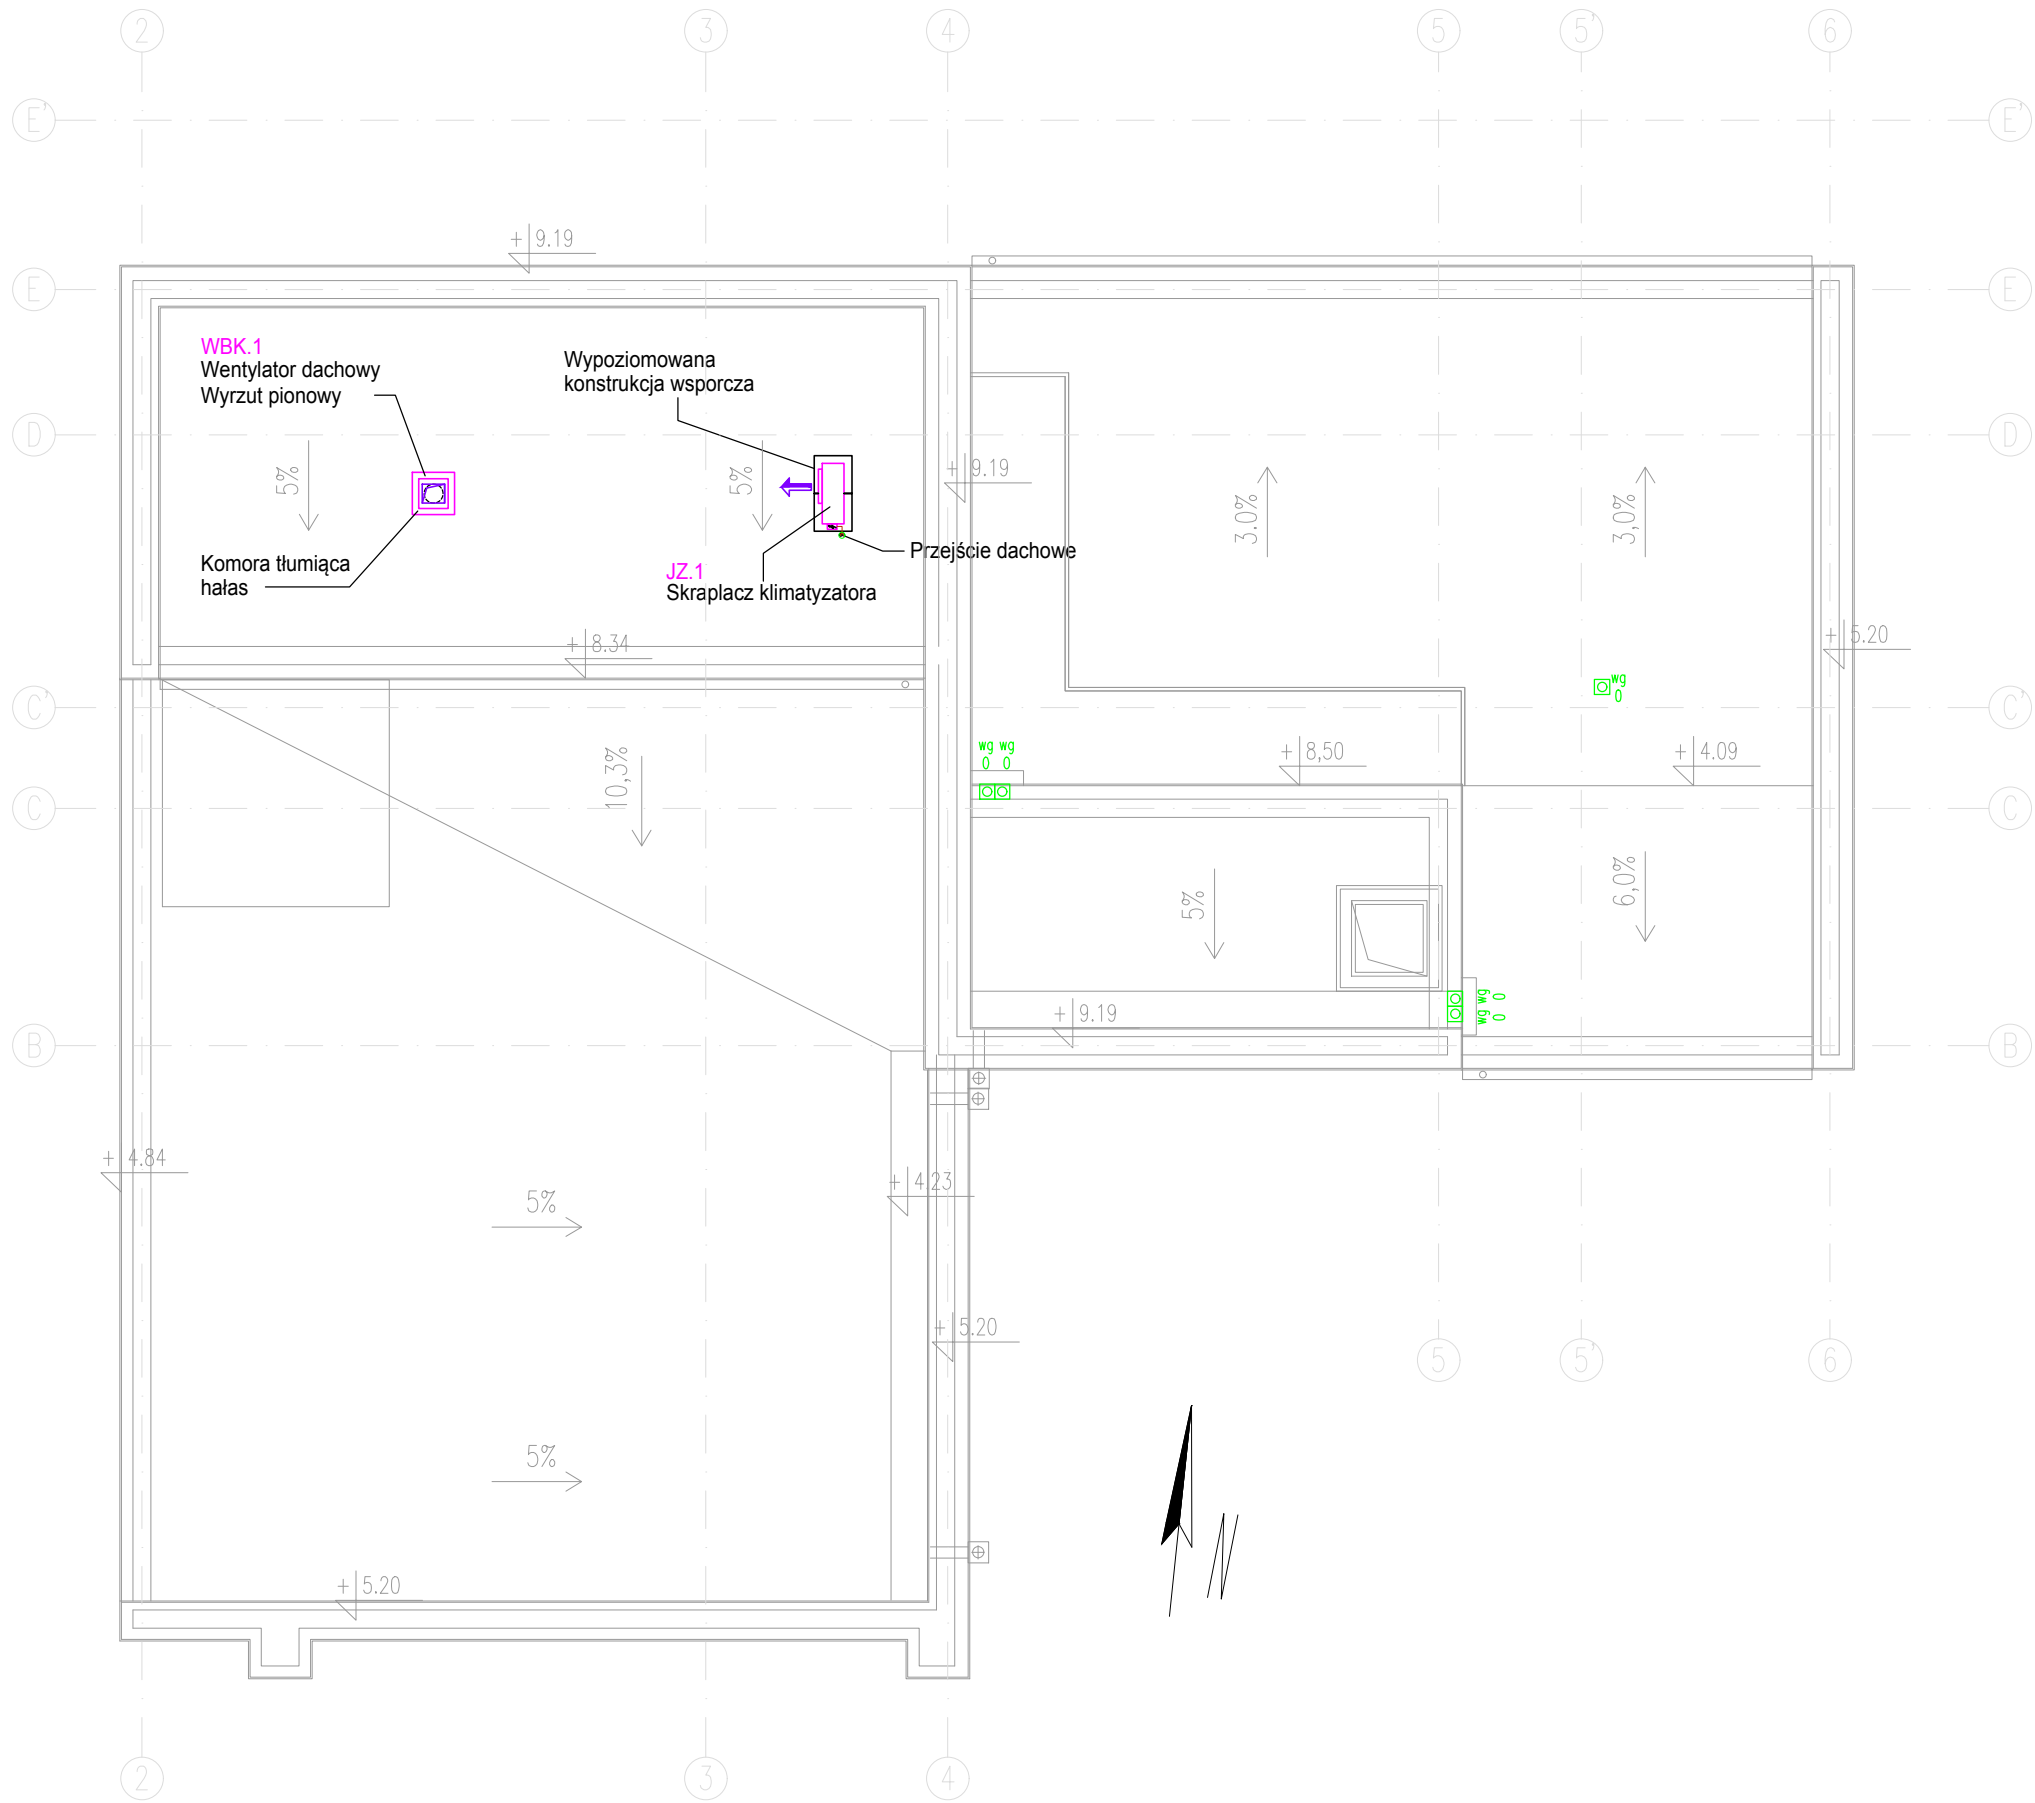 2
3
4
5
5'
6
E'
E'
+ 9.19
E
E
WBK.1
Wentylator dachowy
Wyrzut pionowy
Wypoziomowana
konstrukcja wsporcza
D
D
5%
5%
+ 9.19
3.0%
3,0%
Przejście dachowe
Komora tłumiąca
hałas
JZ.1
Skraplacz klimatyzatora
+ 8.34
+ 5.20
wg
0
C'
C'
10,3%
wg wg
0 0
+ 8,50
+ 4.09
C
C
5%
6,0%
wg wg
0 0
+ 9.19
B
B
+ 4.84
+ 4.23
5%
+ 5.20
5
5'
6
5%
N
+ 5.20
2
3
4